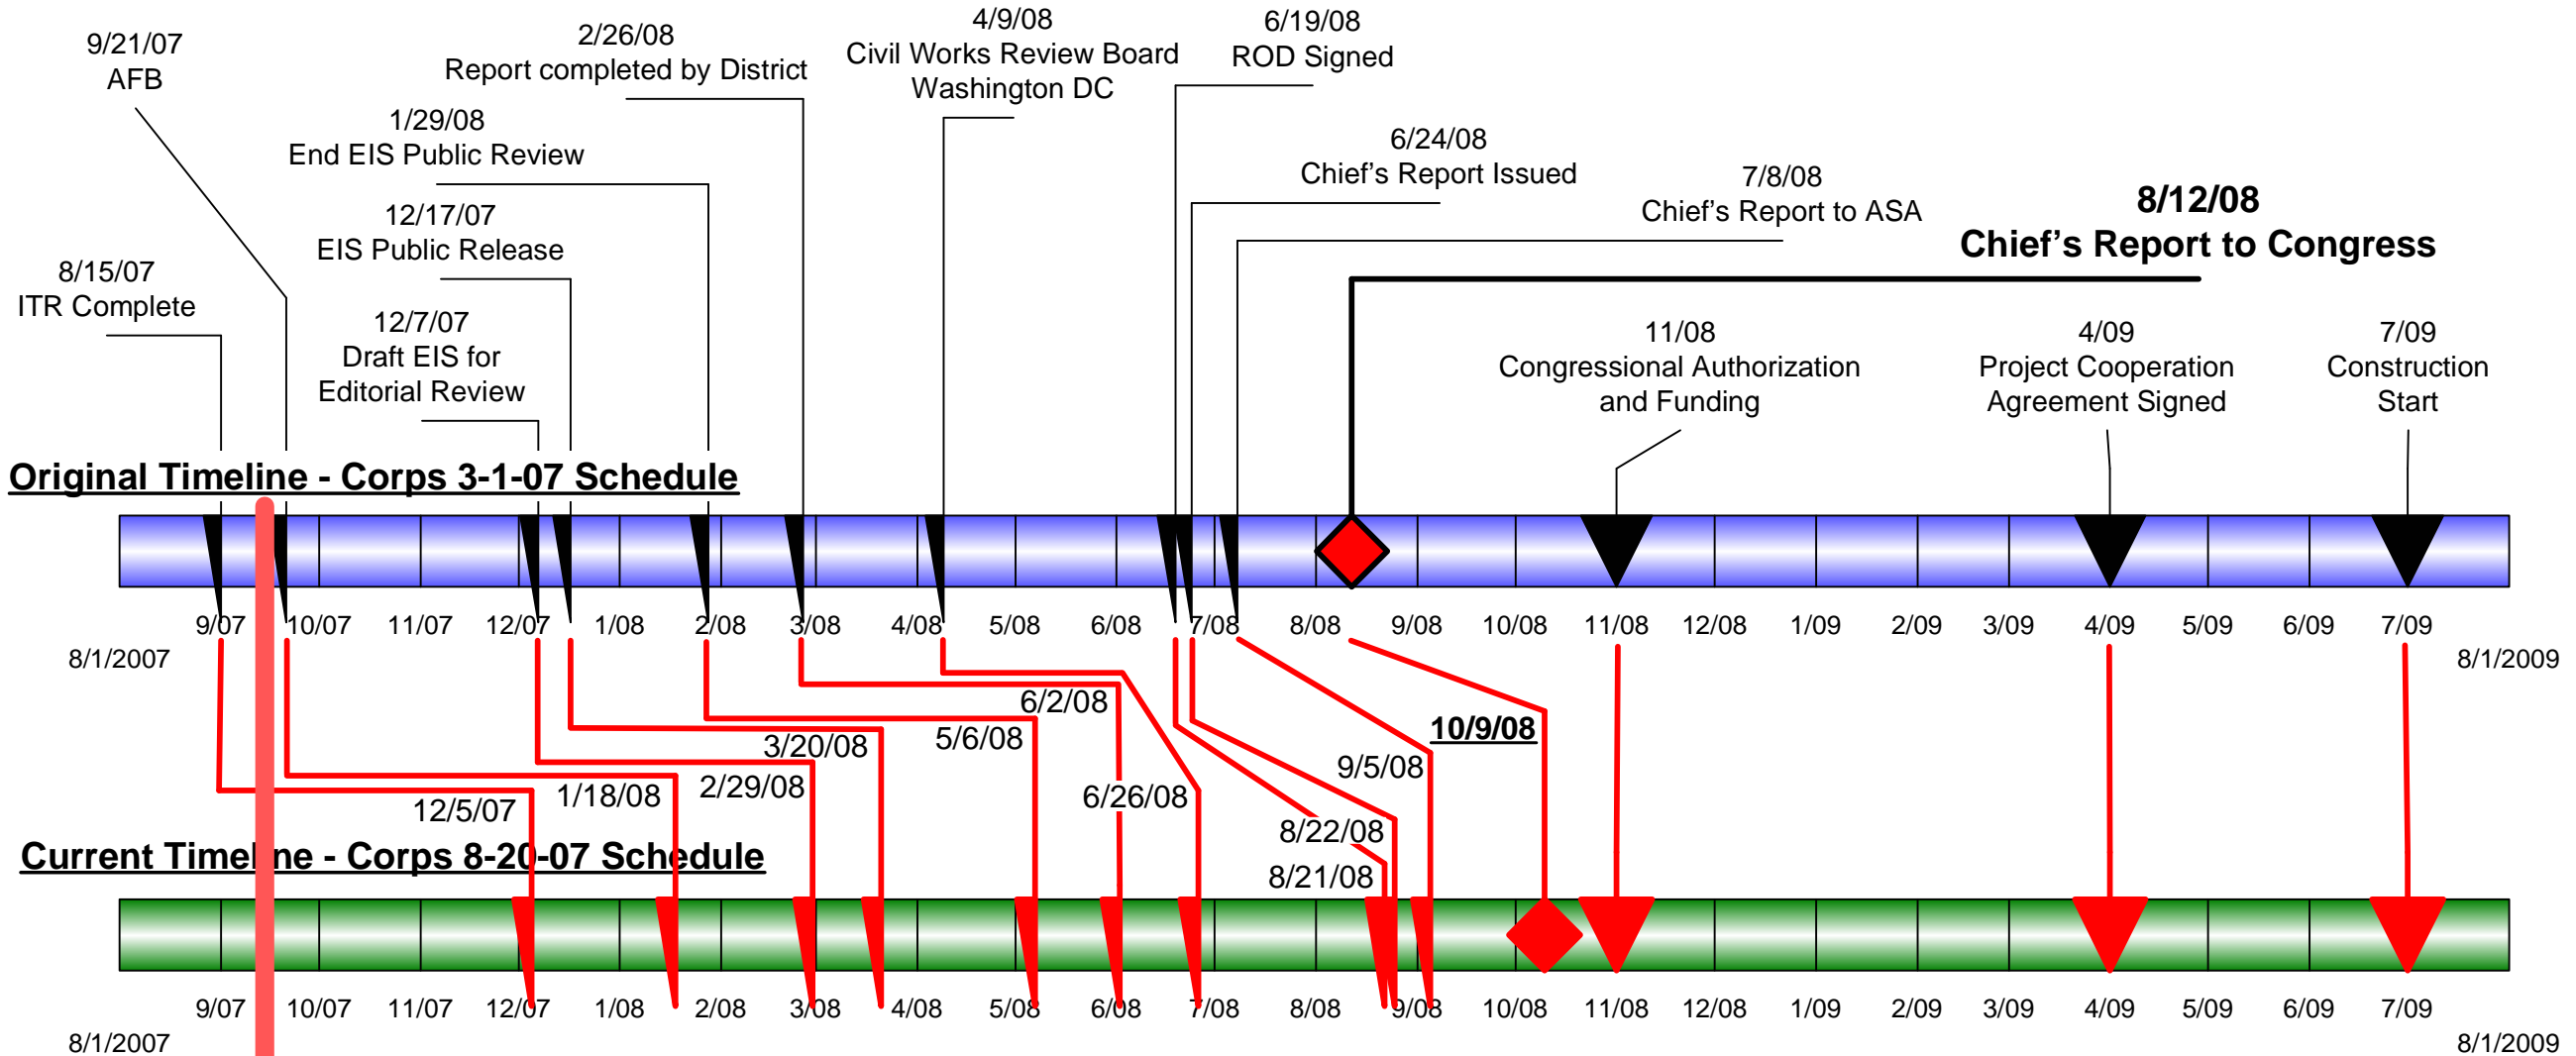 9/21/07
AFB
2/26/08
Report completed by District
4/9/08
Civil Works Review Board
Washington DC
6/19/08
ROD Signed
1/29/08
End EIS Public Review
6/24/08
Chief's Report Issued
7/8/08
Chief's Report to ASA
8/12/08
Chief's Report to Congress
12/17/07
EIS Public Release
8/15/07
ITR Complete
12/7/07
Draft EIS for
Editorial Review
11/08
Congressional Authorization
and Funding
4/09
Project Cooperation
Agreement Signed
7/09
Construction
Start
Original Timeline - Corps 3-1-07 Schedule
9/07 10/07 11/07 12/07 1/08 2/08 3/08 4/08 5/08 6/08 7/08 8/08 9/08 10/08 11/08 12/08 1/09 2/09 3/09 4/09 5/09 6/09 7/09
8/1/2007 8/1/2009
6/2/08
10/9/08
5/6/08
3/20/08
9/5/08
2/29/08
1/18/08
6/26/08
12/5/07
8/22/08
8/21/08
Current Timeline - Corps 8-20-07 Schedule
9/07 10/07 11/07 12/07 1/08 2/08 3/08 4/08 5/08 6/08 7/08 8/08 9/08 10/08 11/08 12/08 1/09 2/09 3/09 4/09 5/09 6/09 7/09
8/1/2007 8/1/2009